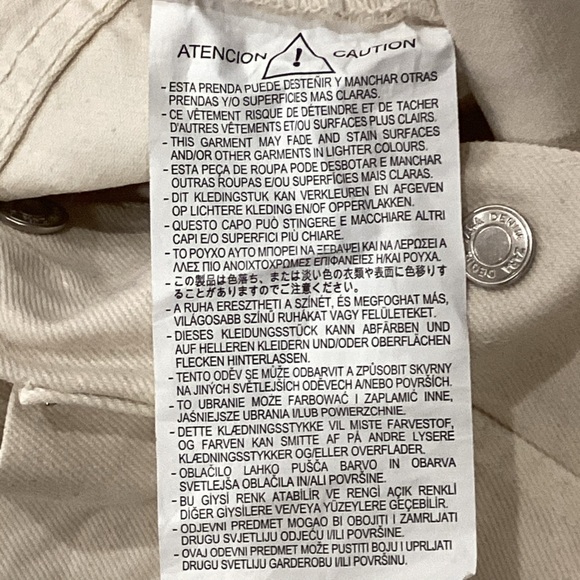 ATENCION ! CAUTION
- ESTA PRENDA PUEDE DESTEÑIR Y MANCHAR OTRAS
PRENDAS Y/O SUPERFICIES MAS CLARAS.
- CE VÊTEMENT RISQUE DE DÉTEINDRE ET DE TACHER
D'AUTRES VÊTEMENTS ET/OU SURFACES PLUS CLAIRS.
- THIS GARMENT MAY FADE AND STAIN SURFACES
AND/OR OTHER GARMENTS IN LIGHTER COLOURS.
- ESTA PEÇA DE ROUPA PODE DESBOTAR E MANCHAR
OUTRAS ROUPAS E/OU SUPERFÍCIES MAIS CLARAS.
- DIT KLEDINGSTUK KAN VERKLEUREN EN AFGEVEN
OP LICHTERE KLEDING EN/OF OPPERVLAKKEN.
- QUESTO CAPO PUÒ STINGERE E MACCHIARE ALTRI
CAPI E/O SUPERFICI PIÙ CHIARE.
- ΤΟ ΡΟΥΧΟ ΑΥΤΟ ΜΠΟΡΕΙ ΝΑ ΞΕΒΑΨΕΙ ΚΑΙ ΝΑ ΛΕΡΩΣΕΙ Α
ΛΛΕΣ ΠΙΟ ΑΝΟΙΧΤΟΧΡΩΜΕΣ ΕΠΙΦΑΝΕΙΕΣ Η/ΚΑΙ ΡΟΥΧΑ.
- この製品は色落ち、または淡い色の衣類や表面に色移りす
ることがありますのでご注意ください。
- A RUHA ERESZTHETI A SZÍNÉT, ÉS MEGFOGHAT MÁS,
VILÁGOSABB SZÍNŰ RUHÁKAT VAGY FELÜLETEKET.
- DIESES KLEIDUNGSSTÜCK KANN ABFÄRBEN UND
AUF HELLEREN KLEIDERN UND/ODER OBERFLÄCHEN
FLECKEN HINTERLASSEN.
- TENTO ODĚV SE MŮŽE ODBARVIT A ZPŮSOBIT SKVRNY
NA JINÝCH SVĚTLEJŠÍCH ODĚVECH A/NEBO POVRŠÍCH.
- TO UBRANIE MOŻE FARBOWAĆ I ZAPLAMIĆ INNE,
JAŚNIEJSZE UBRANIA I/LUB POWIERZCHNIE.
- DETTE KLÆDNINGSSTYKKE VIL MISTE FARVESTOF,
OG FARVEN KAN SMITTE AF PÅ ANDRE LYSERE
KLÆDNINGSSTYKKER OG/ELLER OVERFLADER.
- OBLAČILO LAHKO PUŠČA BARVO IN OBARVA
SVETLEJŠA OBLAČILA IN/ALI POVRŠINE.
- BU GİYSİ RENK ATABİLİR VE RENGİ AÇIK RENKLİ
DİĞER GİYSİLERE VE/VEYA YÜZEYLERE GEÇEBİLİR.
- ODJEVNI PREDMET MOGAO BI OBOJITI I ZAMRLJATI
DRUGU SVJETLIJU ODJEĆU I/ILI POVRŠINE.
- OVAJ ODEVNI PREDMET MOŽE PUSTITI BOJU I UPRLJATI
DRUGU SVETLIJU GARDEROBU I/ILI POVRŠINE.
ZARA DENIM